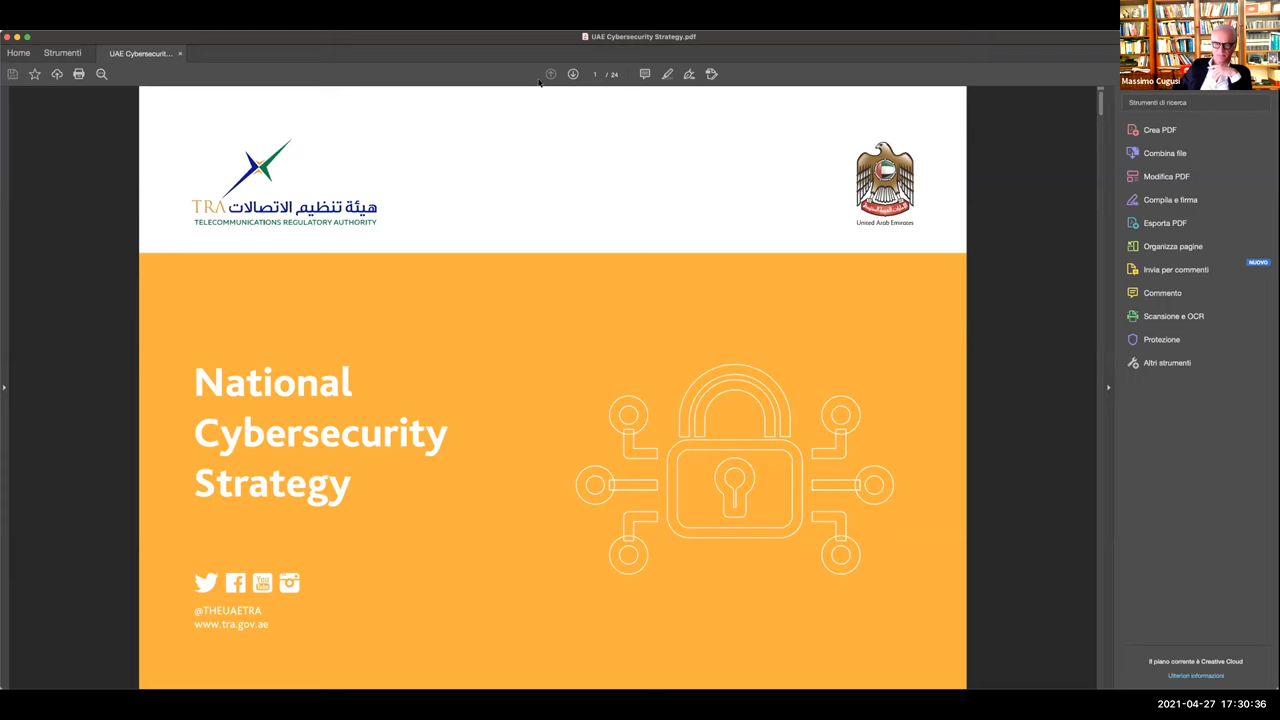 UAE Cybersecurity Strategy.pdf
Home
Strumenti
UAE Cybersecurit... ×
1 / 24
Massimo Cugusi
Strumenti di ricerca
Crea PDF
Combina file
Modifica PDF
Compila e firma
Esporta PDF
Organizza pagine
Invia per commenti
NUOVO
Commento
Scansione e OCR
Protezione
Altri strumenti
TRA هيئة تنظيم الاتصالات
TELECOMMUNICATIONS REGULATORY AUTHORITY
United Arab Emirates
National
Cybersecurity
Strategy
You
Tube
@THEUAETRA
www.tra.gov.ae
Il piano corrente è Creative Cloud
Ulteriori informazioni
2021-04-27 17:30:36